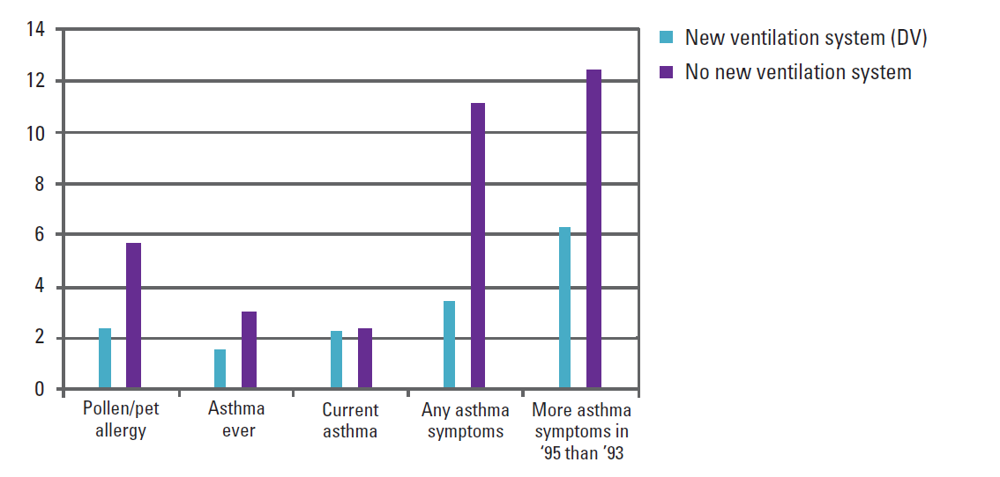 14
12
10
8
6
4
2
0
New ventilation system (DV)
No new ventilation system
Pollen/pet
allergy
Asthma
ever
Current
asthma
Any asthma
symptoms
More asthma
symptoms in
‘95 than ’93